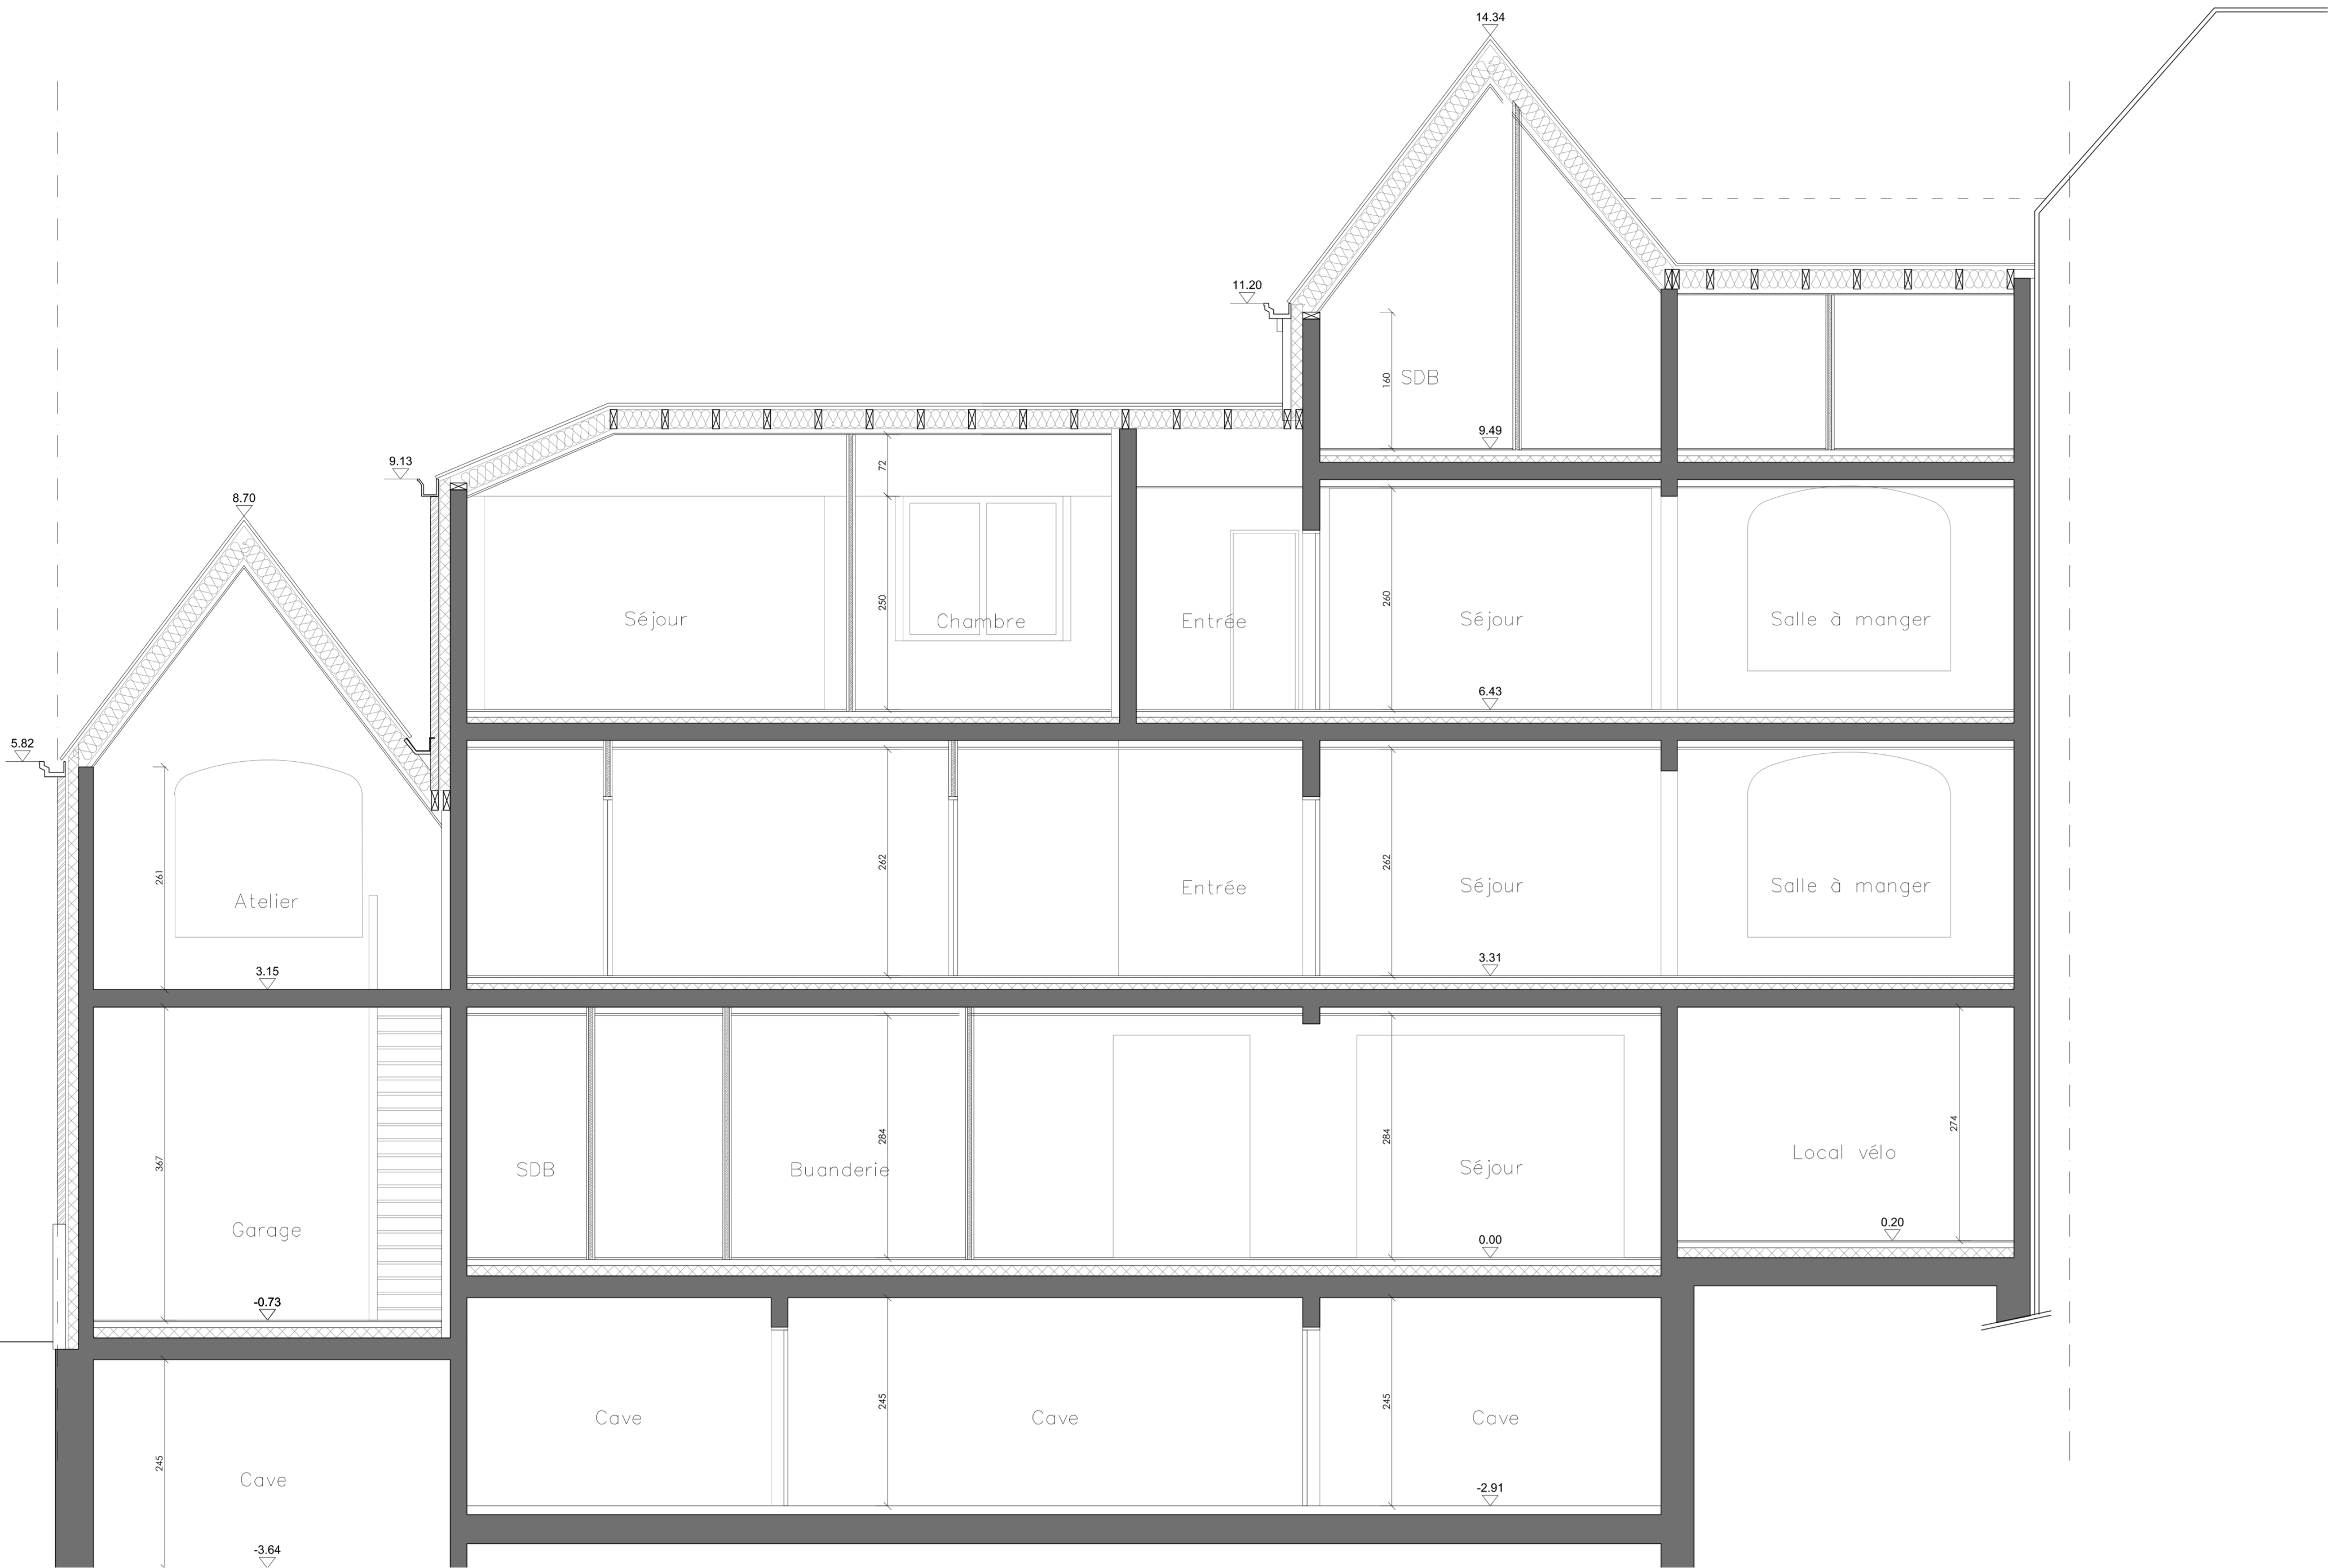 14.34
11.20
160
SDB
9.49
9.13
72
8.70
250
260
Séjour
Chambre
Entrée
Séjour
Salle à manger
6.43
5.82
261
262
262
Atelier
Entrée
Séjour
Salle à manger
3.15
3.31
367
284
284
274
SDB
Buanderie
Séjour
Local vélo
Garage
0.00
0.20
-0.73
245
245
245
Cave
Cave
Cave
Cave
-2.91
-3.64